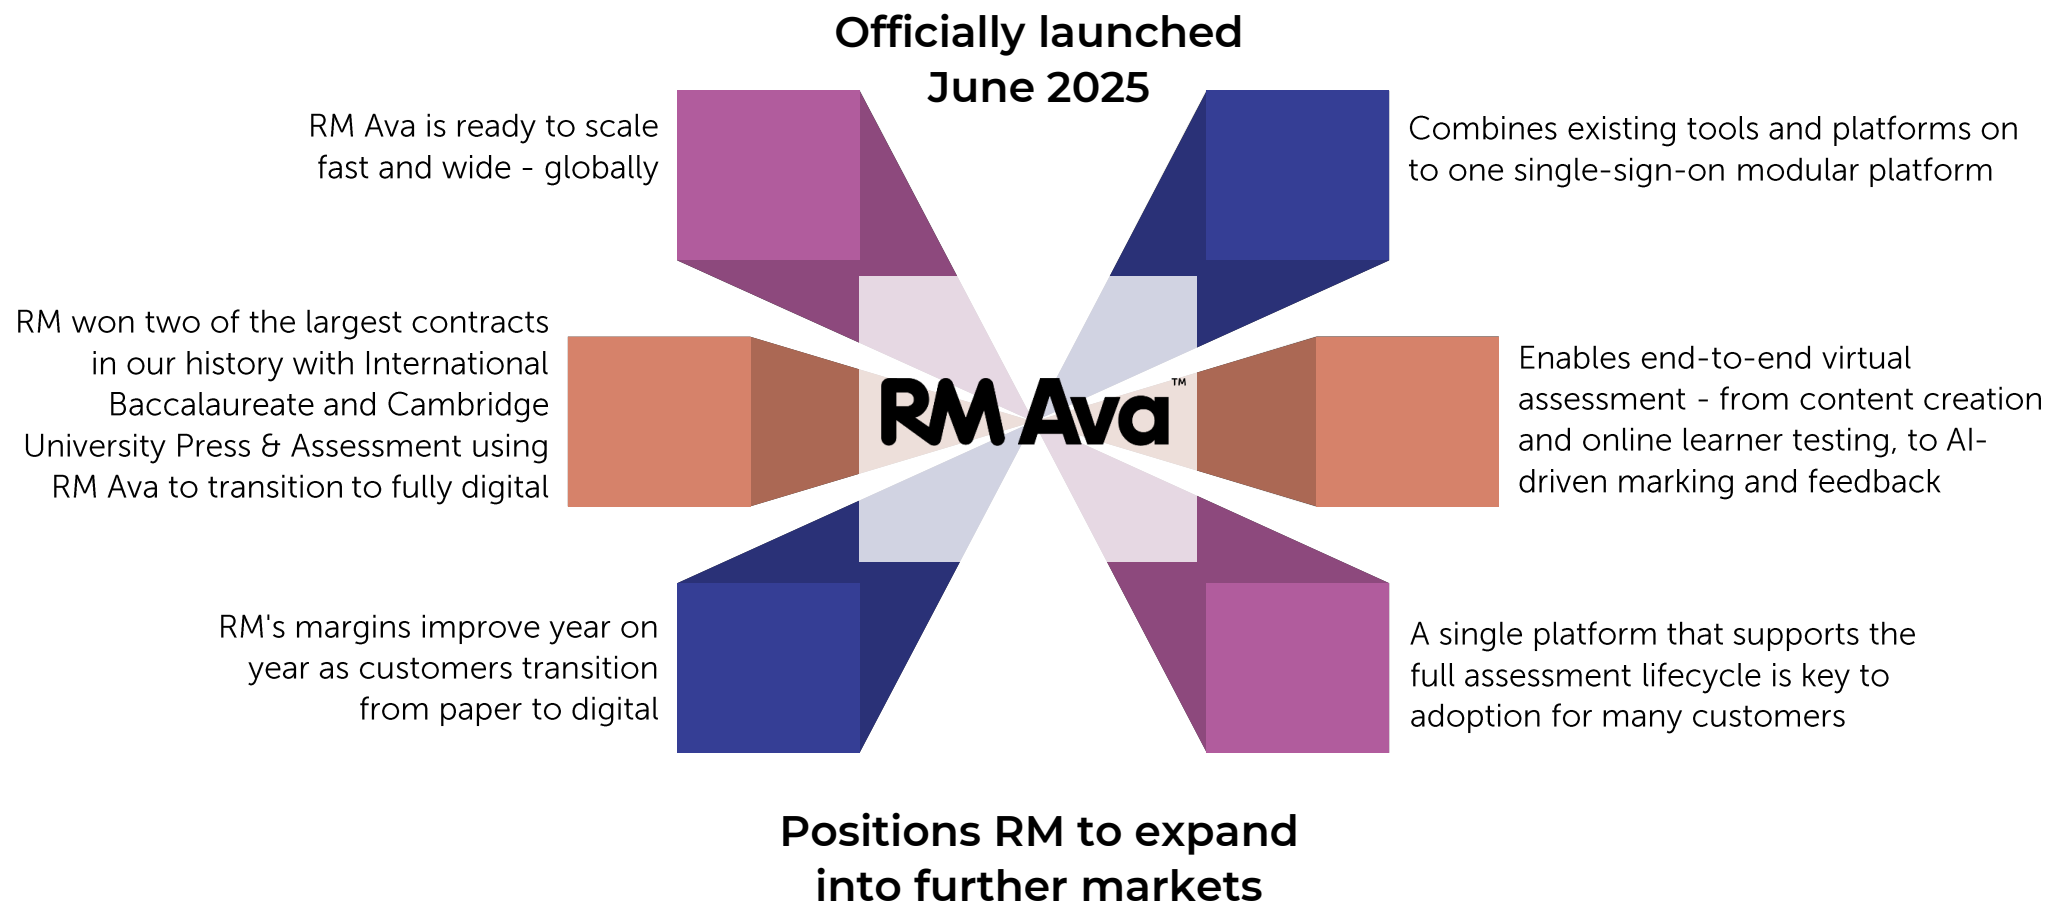 Officially launched
June 2025
RM Ava is ready to scale
fast and wide - globally
Combines existing tools and platforms on
to one single-sign-on modular platform
RM won two of the largest contracts
in our history with International
Baccalaureate and Cambridge
University Press & Assessment using
RM Ava to transition to fully digital
RM Ava™
Enables end-to-end virtual
assessment - from content creation
and online learner testing, to AI-
driven marking and feedback
RM's margins improve year on
year as customers transition
from paper to digital
A single platform that supports the
full assessment lifecycle is key to
adoption for many customers
Positions RM to expand
into further markets